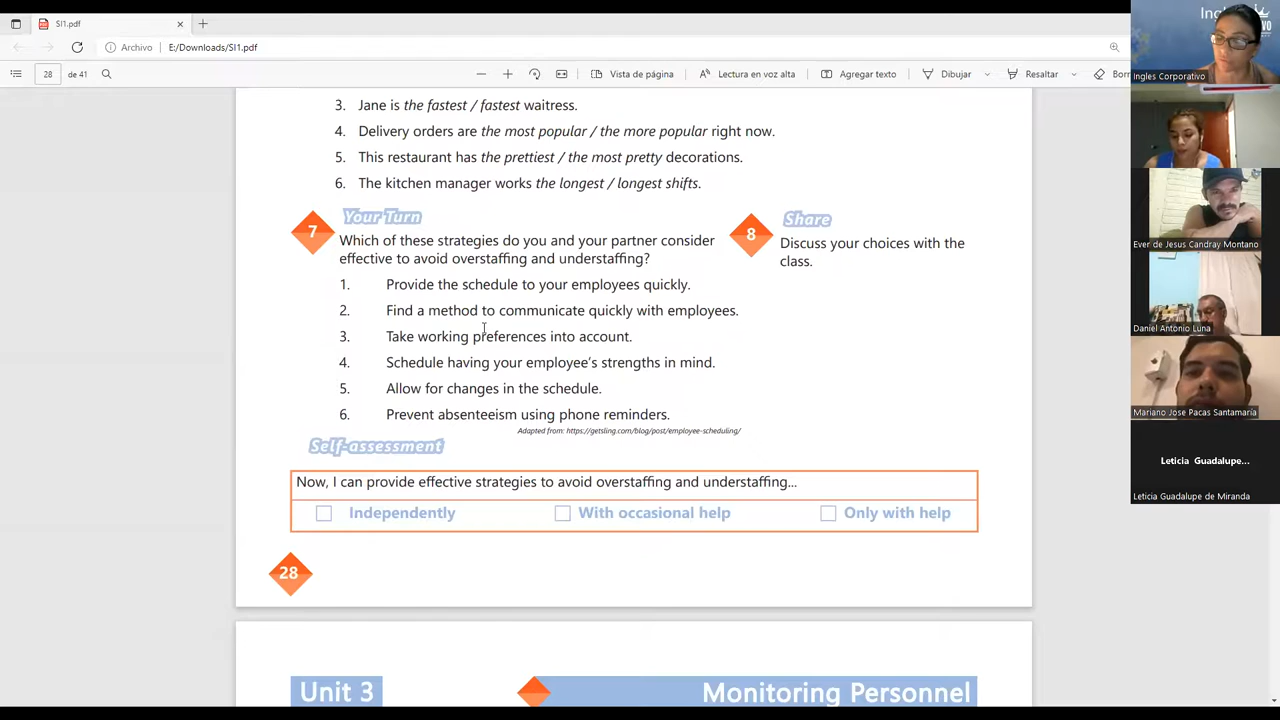 SI1.pdf
Archivo
E:/Downloads/SI1.pdf
28
de 41
Vista de página
Lectura en voz alta
Agregar texto
Dibujar
Resaltar
3. Jane is the fastest / fastest waitress.
4. Delivery orders are the most popular / the more popular right now.
5. This restaurant has the prettiest / the most pretty decorations.
6. The kitchen manager works the longest / longest shifts.
7
Your Turn
Which of these strategies do you and your partner consider
effective to avoid overstaffing and understaffing?
1. Provide the schedule to your employees quickly.
2. Find a method to communicate quickly with employees.
3. Take working preferences into account.
4. Schedule having your employee's strengths in mind.
5. Allow for changes in the schedule.
6. Prevent absenteeism using phone reminders.
Adapted from: https://getsling.com/blog/post/employee-scheduling/
8
Share
Discuss your choices with the
class.
Self-assessment
Now, I can provide effective strategies to avoid overstaffing and understaffing...
Independently
With occasional help
Only with help
28
Unit 3
Monitoring Personnel
Ingles Corporativo
Ever de Jesus Candray Montano
Daniel Antonio Luna
Mariano Jose Pacas Santamaría
Leticia Guadalupe...
Leticia Guadalupe de Miranda